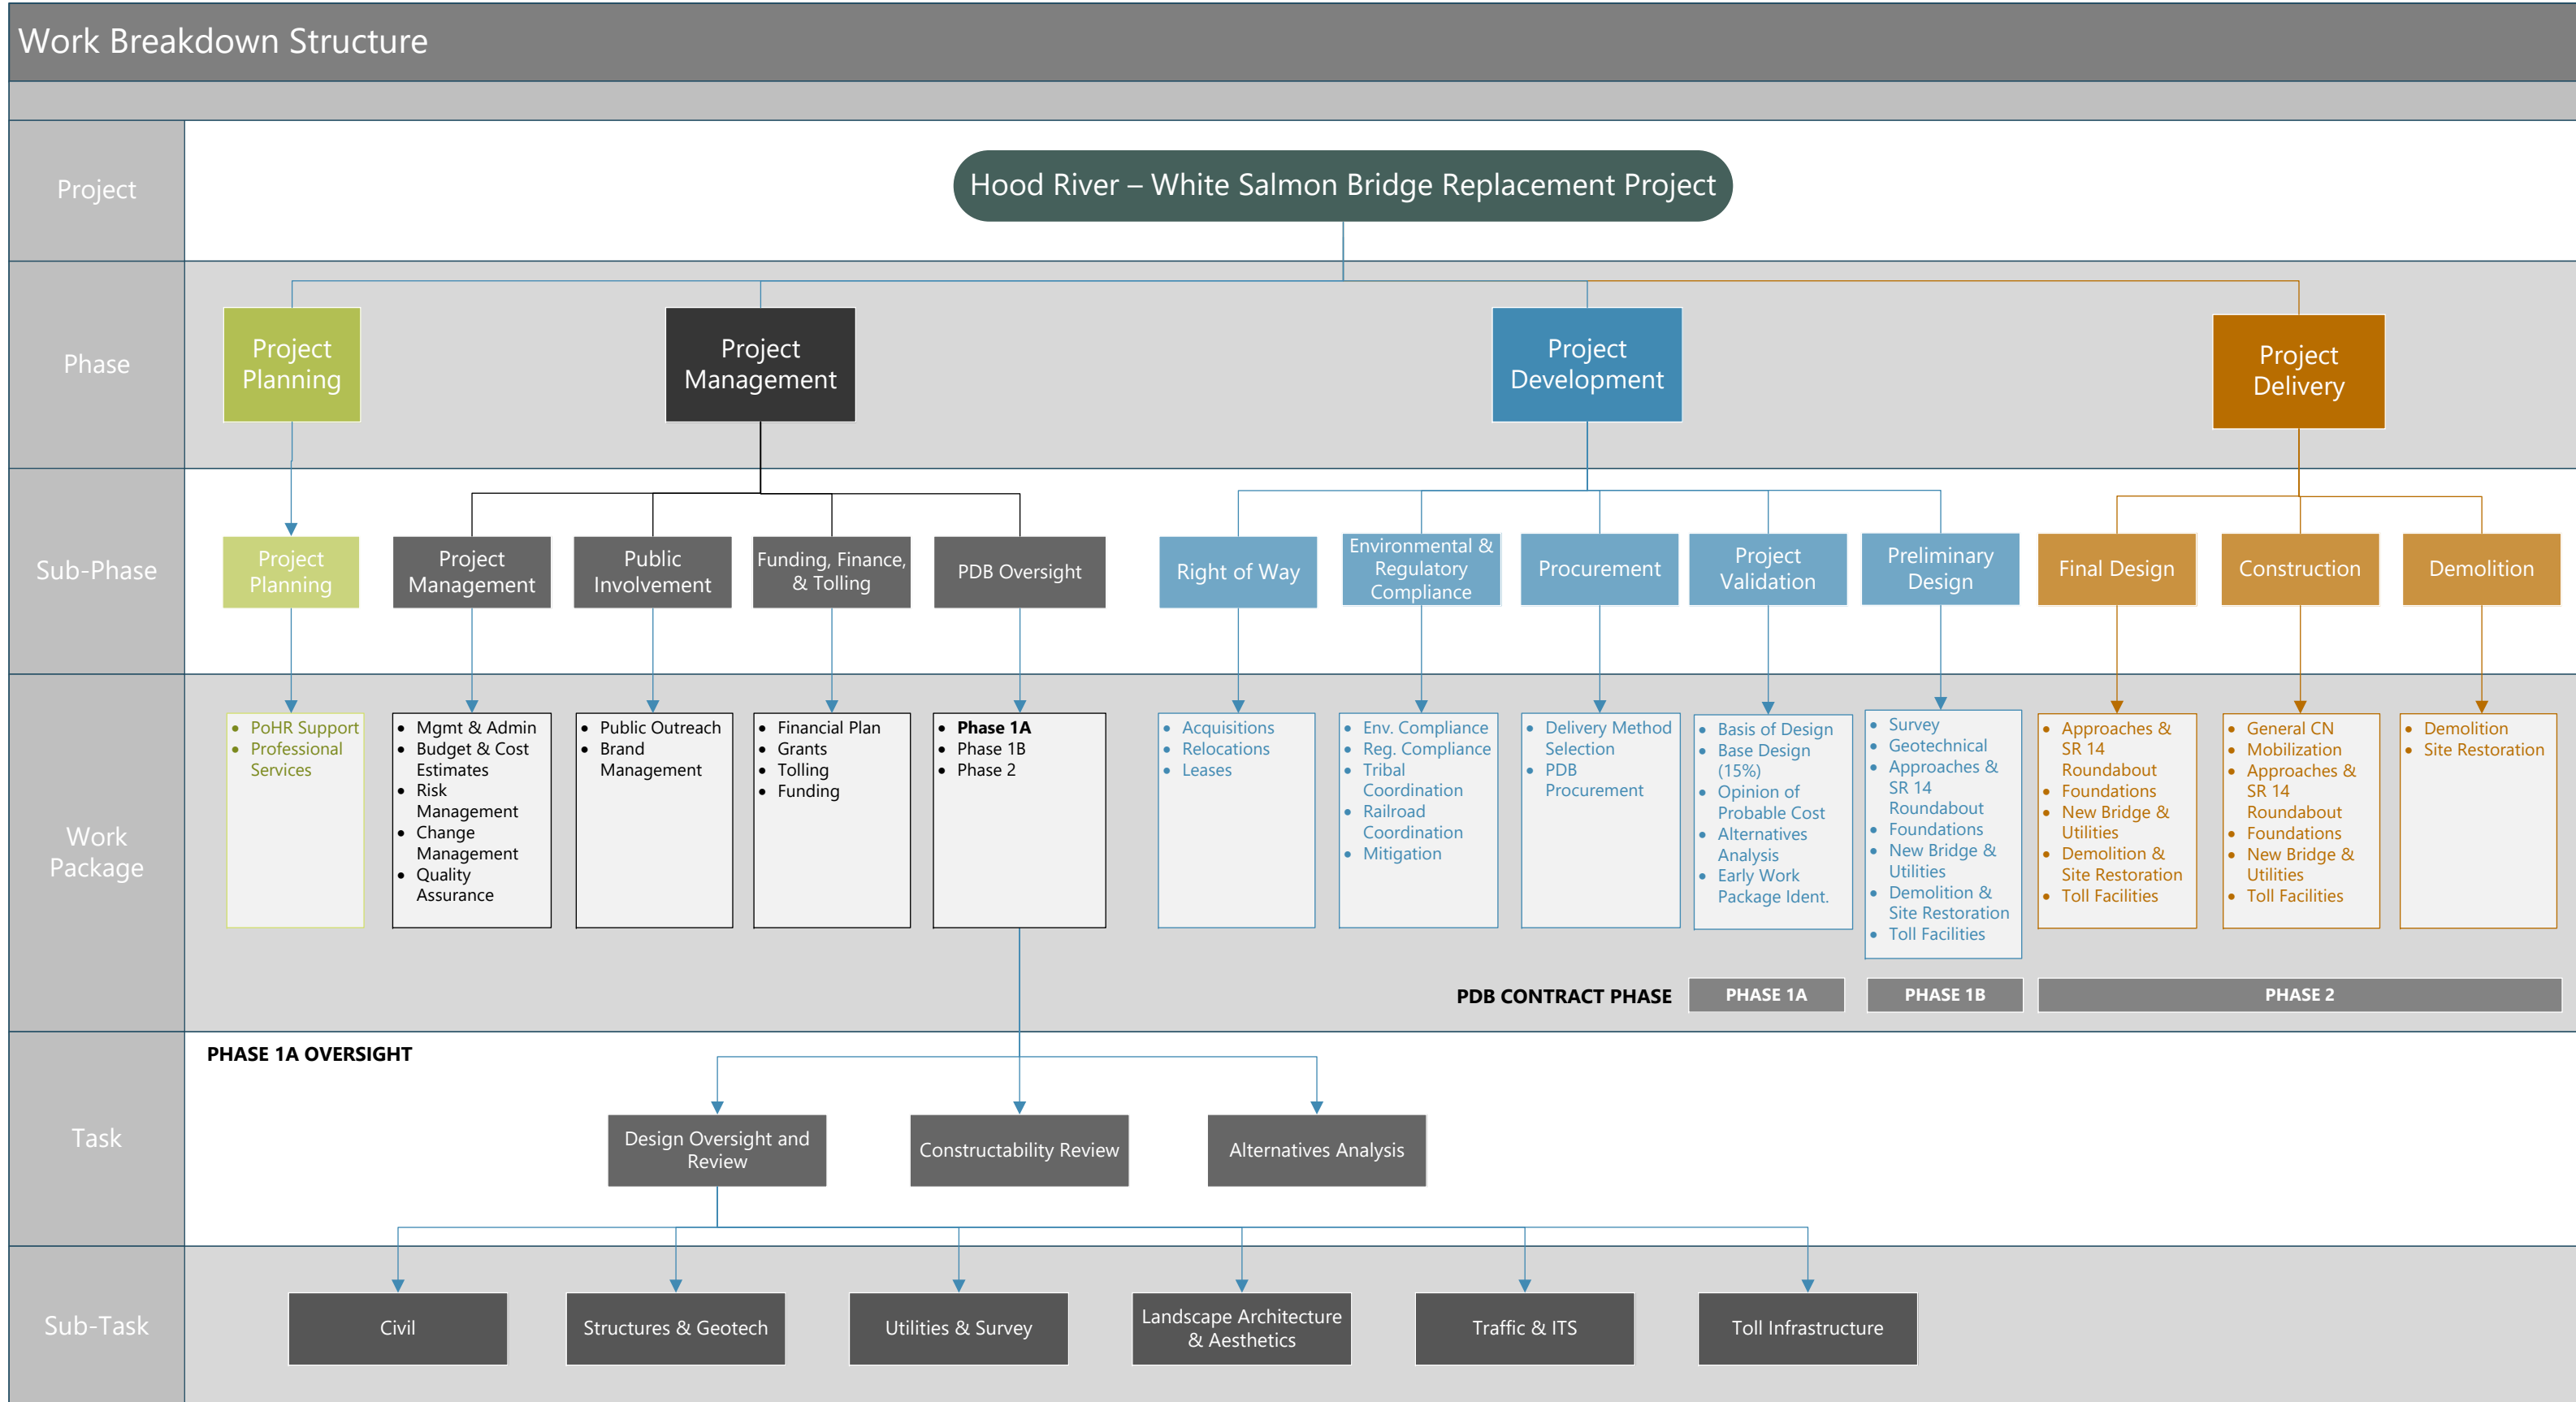 Work Breakdown Structure
Project
Hood River – White Salmon Bridge Replacement Project
Phase
Project
Planning
Project
Management
Project
Development
Project
Delivery
Sub-Phase
Project
Planning
Project
Management
Public
Involvement
Funding, Finance,
& Tolling
PDB Oversight
Right of Way
Environmental &
Regulatory
Compliance
Procurement
Project
Validation
Preliminary
Design
Final Design
Construction
Demolition
Work
Package
• PoHR Support
• Professional
Services
• Mgmt & Admin
• Budget & Cost
Estimates
• Risk
Management
• Change
Management
• Quality
Assurance
• Public Outreach
• Brand
Management
• Financial Plan
• Grants
• Tolling
• Funding
• Phase 1A
• Phase 1B
• Phase 2
• Acquisitions
• Relocations
• Leases
• Env. Compliance
• Reg. Compliance
• Tribal
Coordination
• Railroad
Coordination
• Mitigation
• Delivery Method
Selection
• PDB
Procurement
• Basis of Design
• Base Design
(15%)
• Opinion of
Probable Cost
• Alternatives
Analysis
• Early Work
Package Ident.
• Survey
• Geotechnical
• Approaches &
SR 14
Roundabout
• Foundations
• New Bridge &
Utilities
• Demolition &
Site Restoration
• Toll Facilities
• Approaches &
SR 14
Roundabout
• Foundations
• New Bridge &
Utilities
• Demolition &
Site Restoration
• Toll Facilities
• General CN
• Mobilization
• Approaches &
SR 14
Roundabout
• Foundations
• New Bridge &
Utilities
• Toll Facilities
• Demolition
• Site Restoration
PDB CONTRACT PHASE
PHASE 1A
PHASE 1B
PHASE 2
Task
PHASE 1A OVERSIGHT
Design Oversight and
Review
Constructability Review
Alternatives Analysis
Sub-Task
Civil
Structures & Geotech
Utilities & Survey
Landscape Architecture
& Aesthetics
Traffic & ITS
Toll Infrastructure